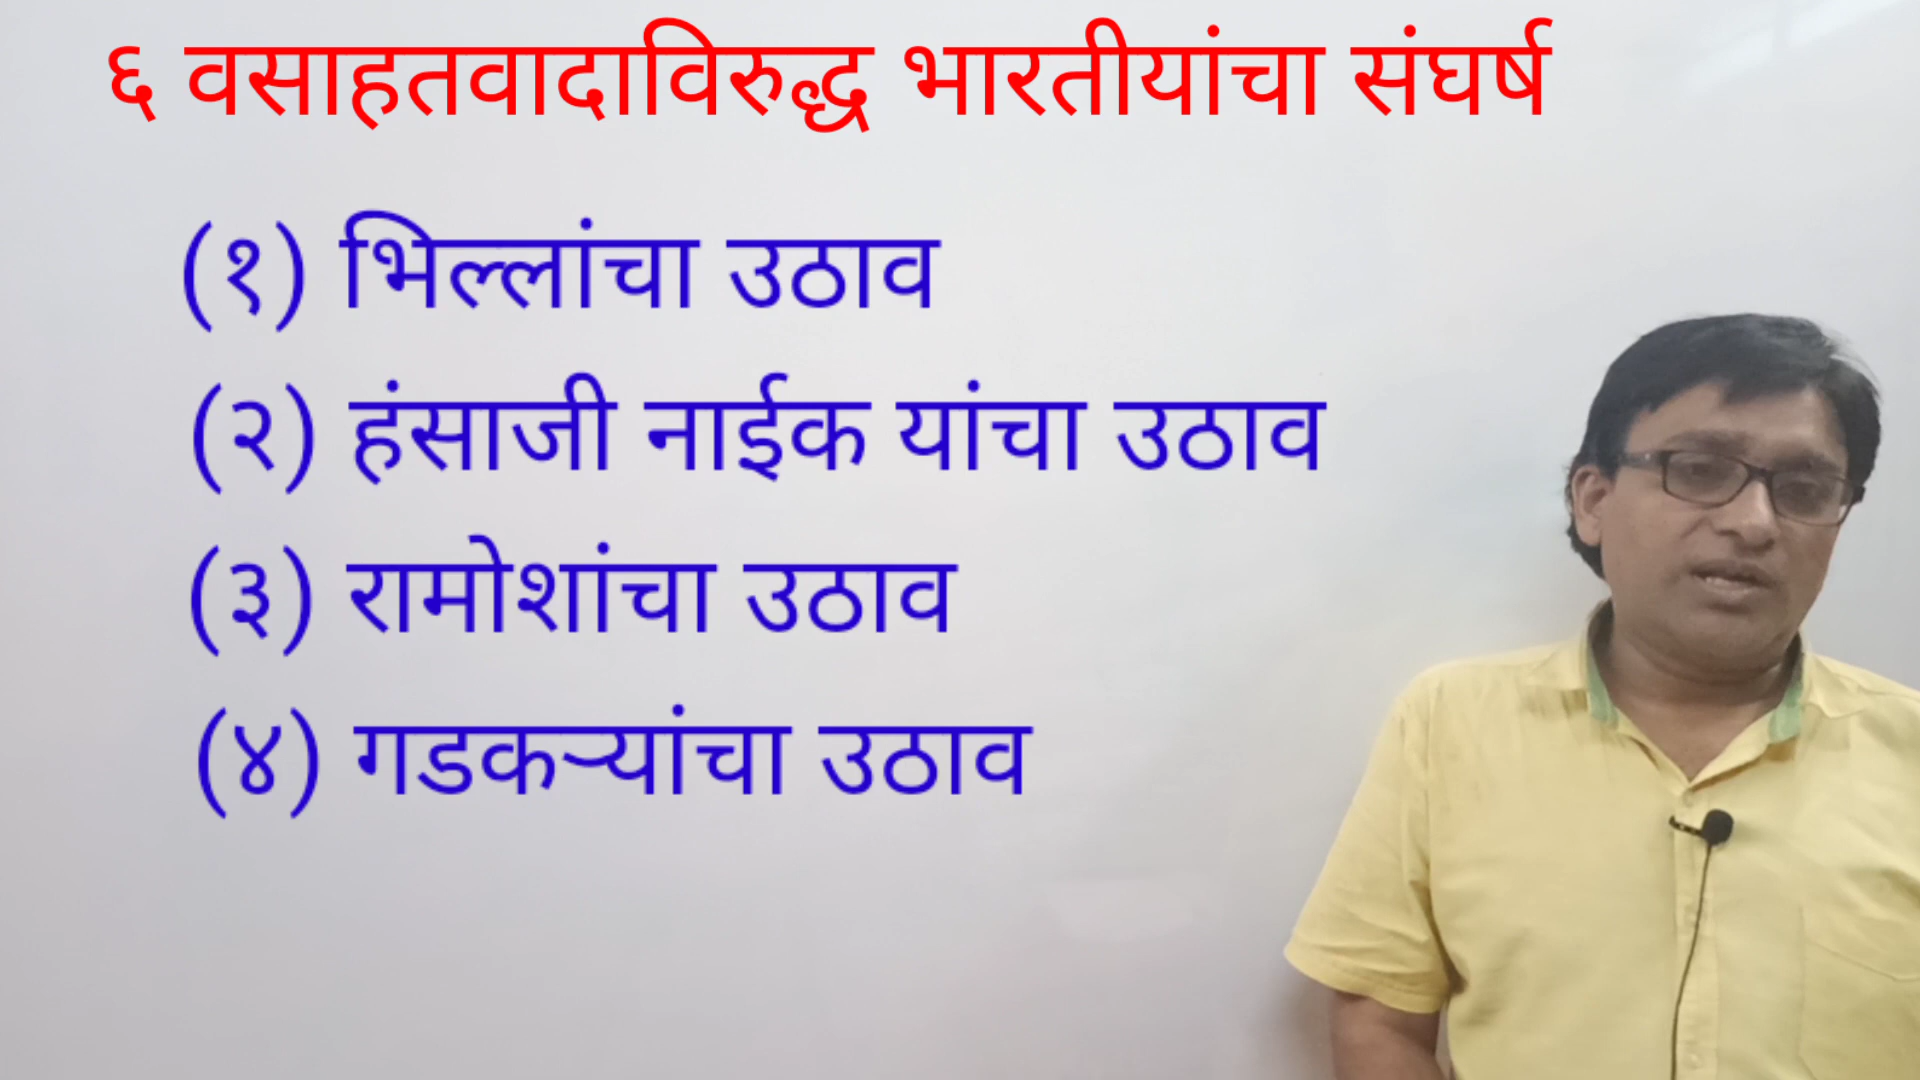 ६ वसाहतवादाविरुद्ध भारतीयांचा संघर्ष
(१) भिल्लांचा उठाव
(२) हंसाजी नाईक यांचा उठाव
(३) रामोशांचा उठाव
(४) गडकऱ्यांचा उठाव